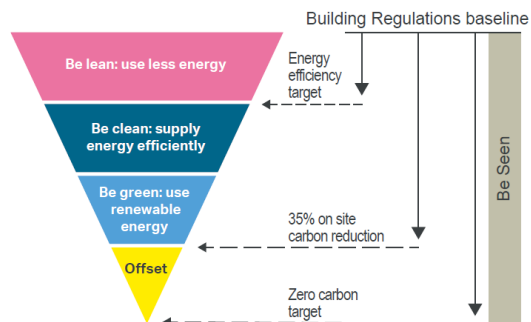 Building Regulations baseline
Be lean: use less energy
Energy
efficiency
target
Be clean: supply
energy efficiently
Be green: use
renewable
energy
35% on site
carbon reduction
Offset
Zero carbon
target
Be Seen